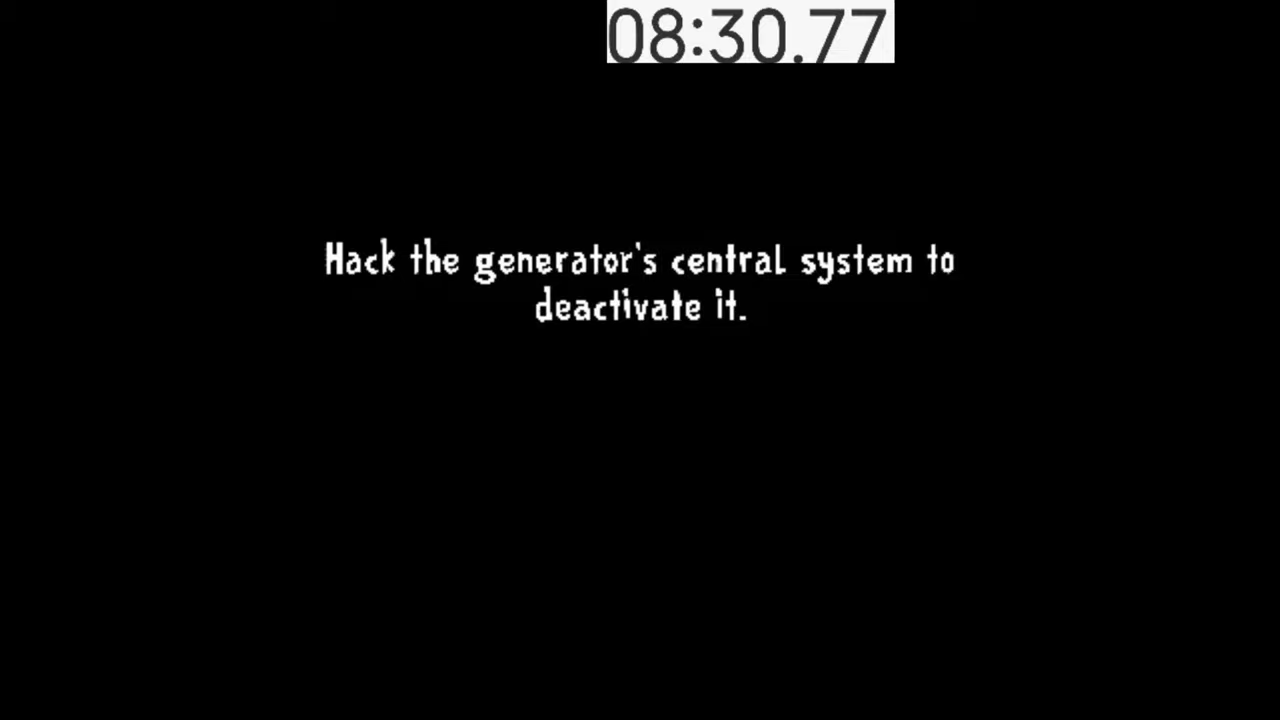 08:30.77
Hack the generator's central system to
deactivate it.